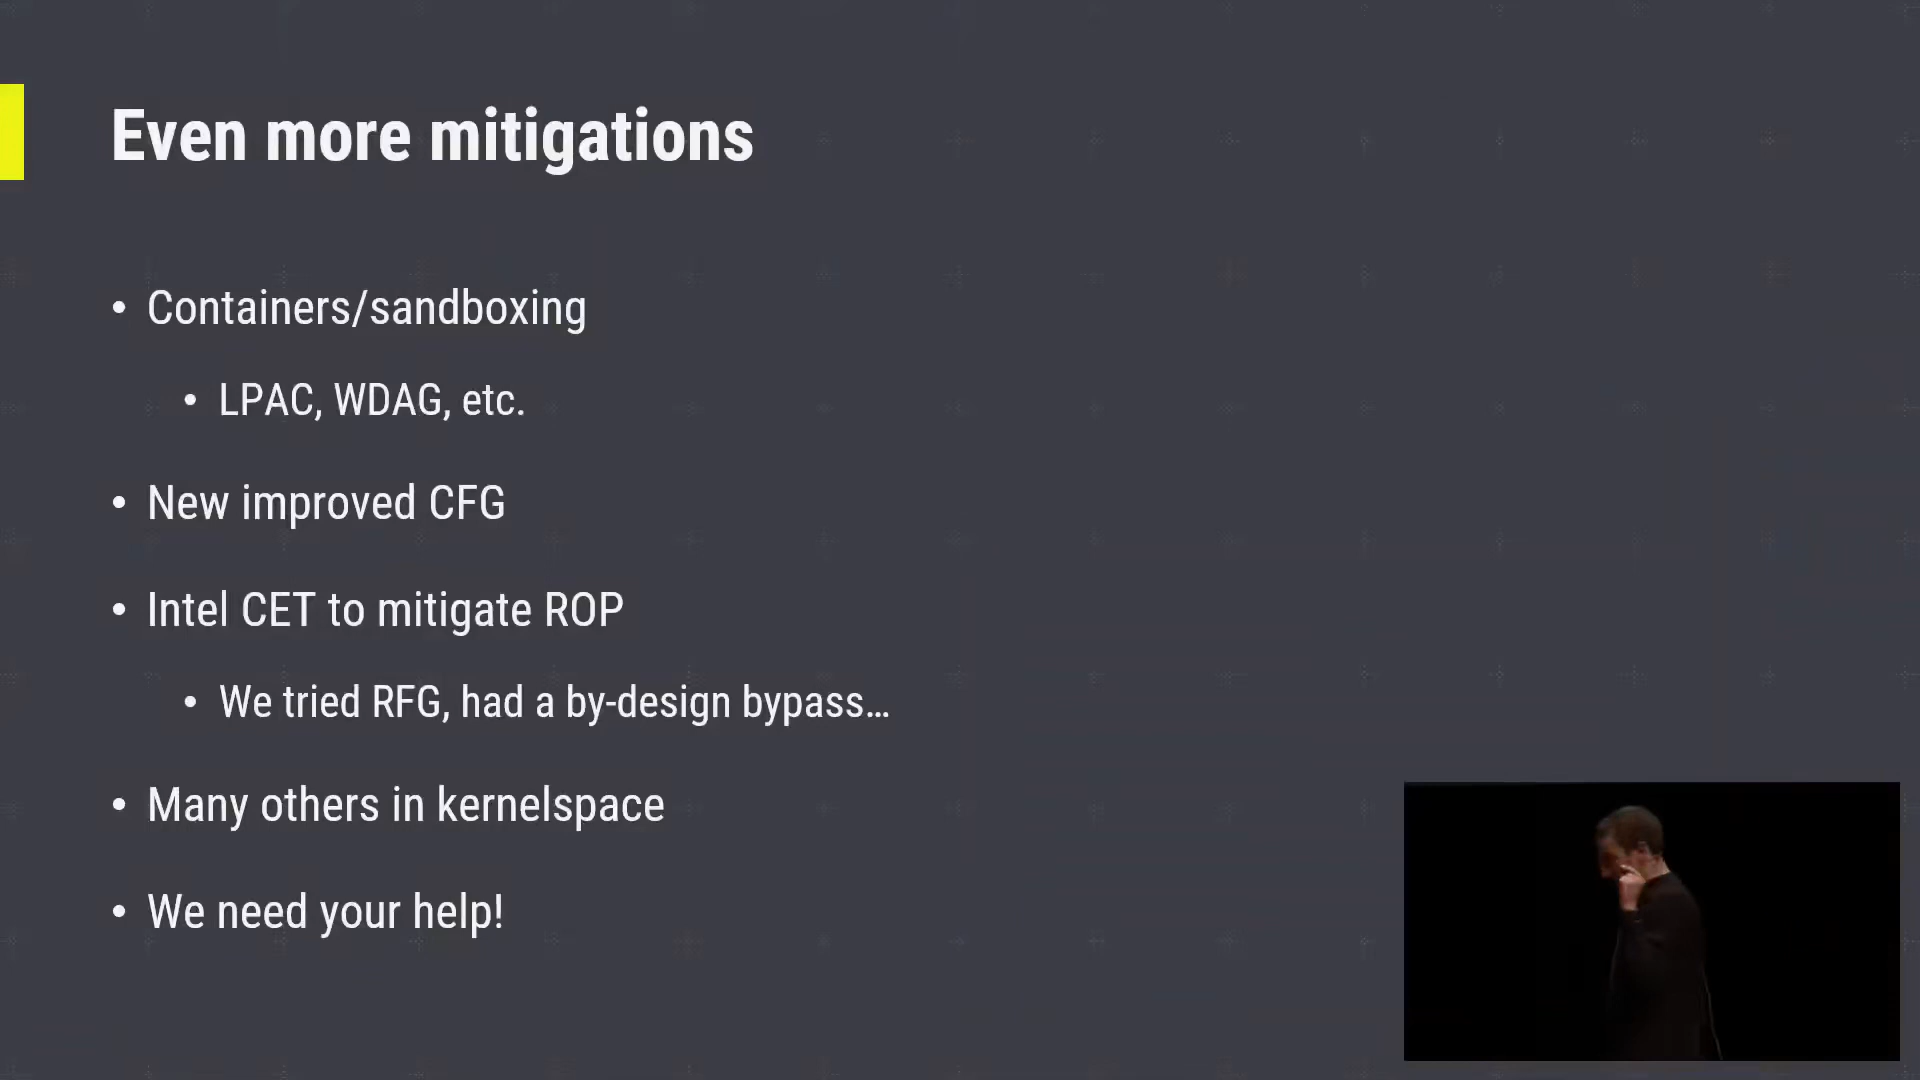 Even more mitigations
• Containers/sandboxing
• LPAC, WDAG, etc.
• New improved CFG
• Intel CET to mitigate ROP
• We tried RFG, had a by-design bypass…
• Many others in kernelspace
• We need your help!